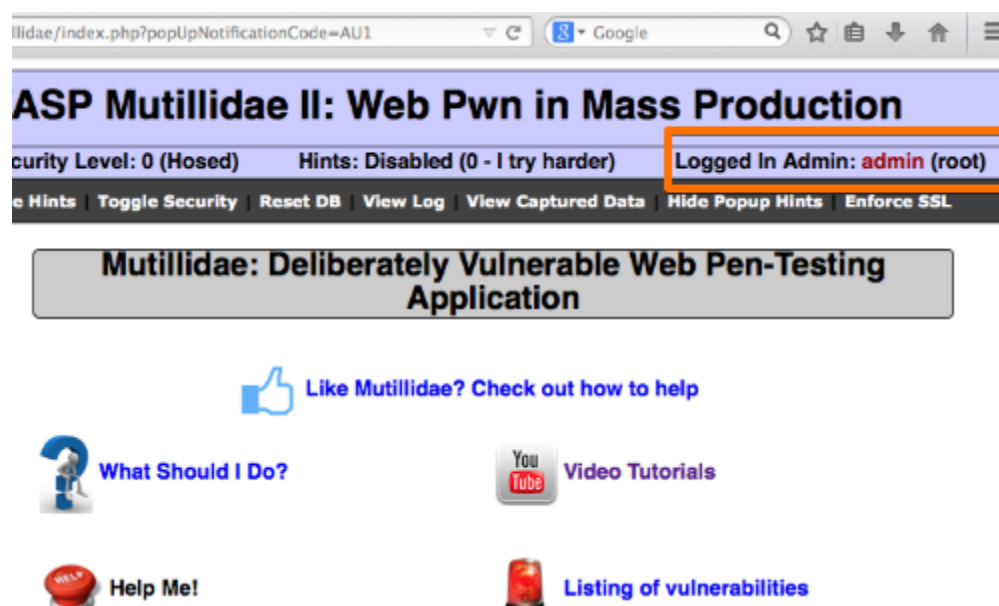 llidae/index.php?popUpNotificationCode=AU1 Google
ASP Mutillidae II: Web Pwn in Mass Production
curity Level: 0 (Hosed) Hints: Disabled (0 - I try harder) Logged In Admin: admin (root)
e Hints Toggle Security Reset DB View Log View Captured Data Hide Popup Hints Enforce SSL
Mutillidae: Deliberately Vulnerable Web Pen-Testing
Application
Like Mutillidae? Check out how to help
What Should I Do?
You
Tube
Video Tutorials
HELP
Help Me!
Listing of vulnerabilities